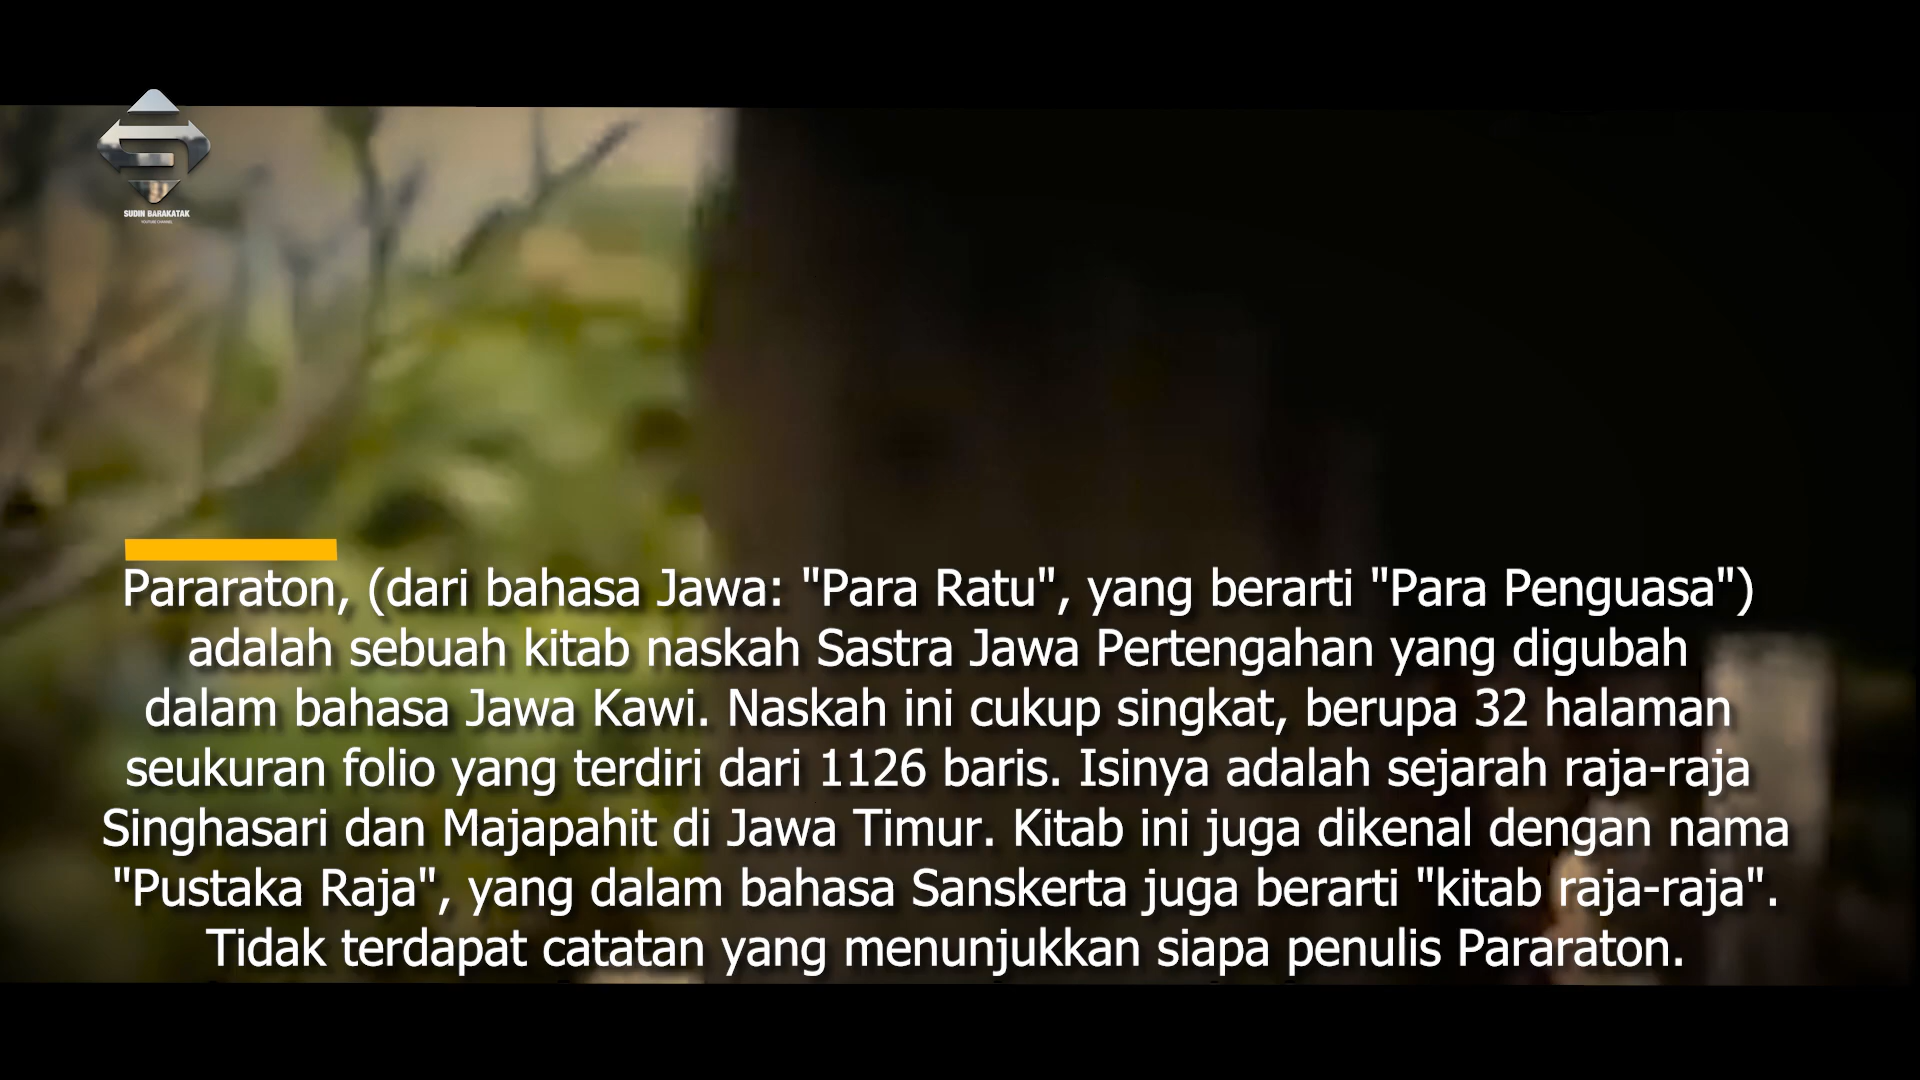 SUDIN BARAKATAK
YOUTUBE CHANNEL
Pararaton, (dari bahasa Jawa: "Para Ratu", yang berarti "Para Penguasa")
adalah sebuah kitab naskah Sastra Jawa Pertengahan yang digubah
dalam bahasa Jawa Kawi. Naskah ini cukup singkat, berupa 32 halaman
seukuran folio yang terdiri dari 1126 baris. Isinya adalah sejarah raja-raja
Singhasari dan Majapahit di Jawa Timur. Kitab ini juga dikenal dengan nama
"Pustaka Raja", yang dalam bahasa Sanskerta juga berarti "kitab raja-raja".
Tidak terdapat catatan yang menunjukkan siapa penulis Pararaton.